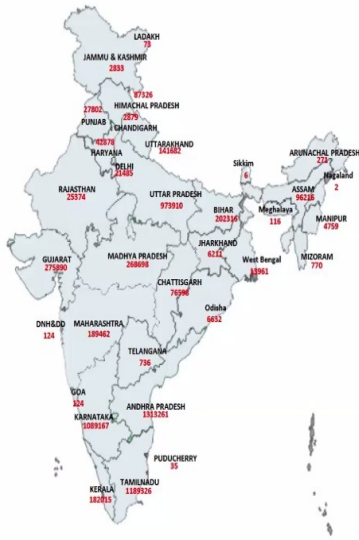 LADAKH
73
JAMMU & KASHMIR
2833
87326
HIMACHAL PRADESH
2879
27802
PUNJAB
CHANDIGARH
42878
HARYANA
UTTARAKHAND
141682
DELHI
21485
Sikkim
6
ARUNACHAL PRADESH
271
Nagaland
2
RAJASTHAN
25374
UTTAR PRADESH
973910
BIHAR
202316
ASSAM
96216
Meghalaya
116
MANIPUR
4759
MIZORAM
770
GUJARAT
275890
MADHYA PRADESH
268698
JHARKHAND
6211
West Bengal
13961
CHATTISGARH
76598
Odisha
6632
DNH&DD
124
MAHARASHTRA
189462
TELANGANA
736
GOA
124
KARNATAKA
1089167
ANDHRA PRADESH
1313261
PUDUCHERRY
35
KERALA
182015
TAMILNADU
1189326